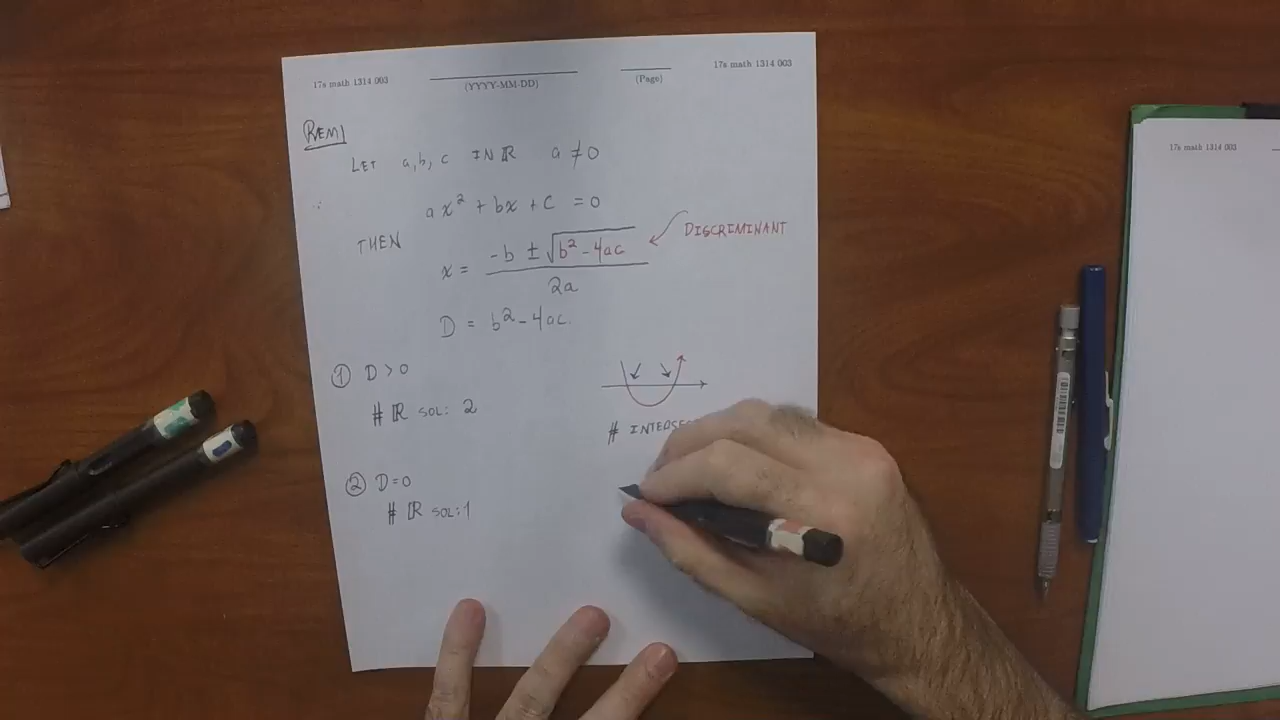 17s math 1314 003
(YYYY-MM-DD)
(Page)
17s math 1314 003
REM
LET a, b, c IN ℝ a ≠ 0
ax² + bx + c = 0
THEN
x = (-b ± √(b² - 4ac)) / 2a
DISCRIMINANT
D = b² - 4ac.
① D > 0
# ℝ SOL: 2
#
② D = 0
# ℝ SOL: 1
17s math 1314 003